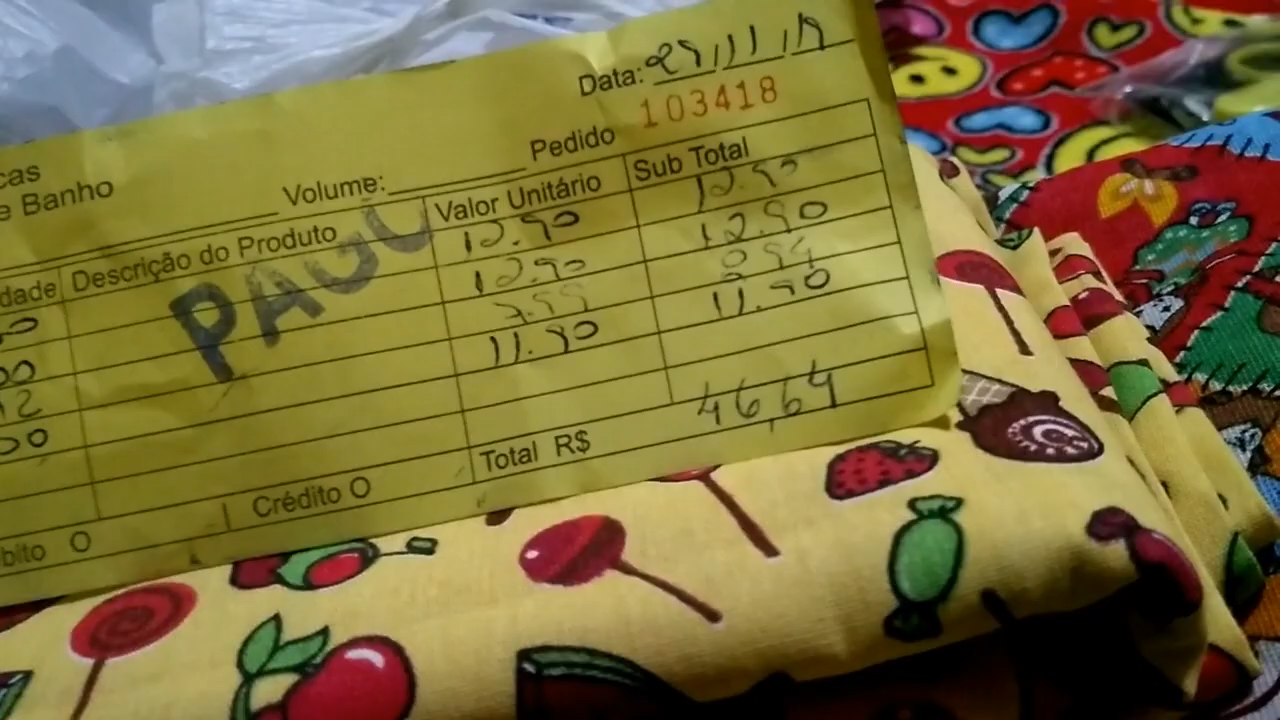 Data: 29/11/19
103418
cas
e Banho
Volume: Pedido
dade Descrição do Produto Valor Unitário Sub Total
PAGO
12.90 12.90
12.90 12.90
11.90 11.90
Total R$ 46,64
bito O Crédito O